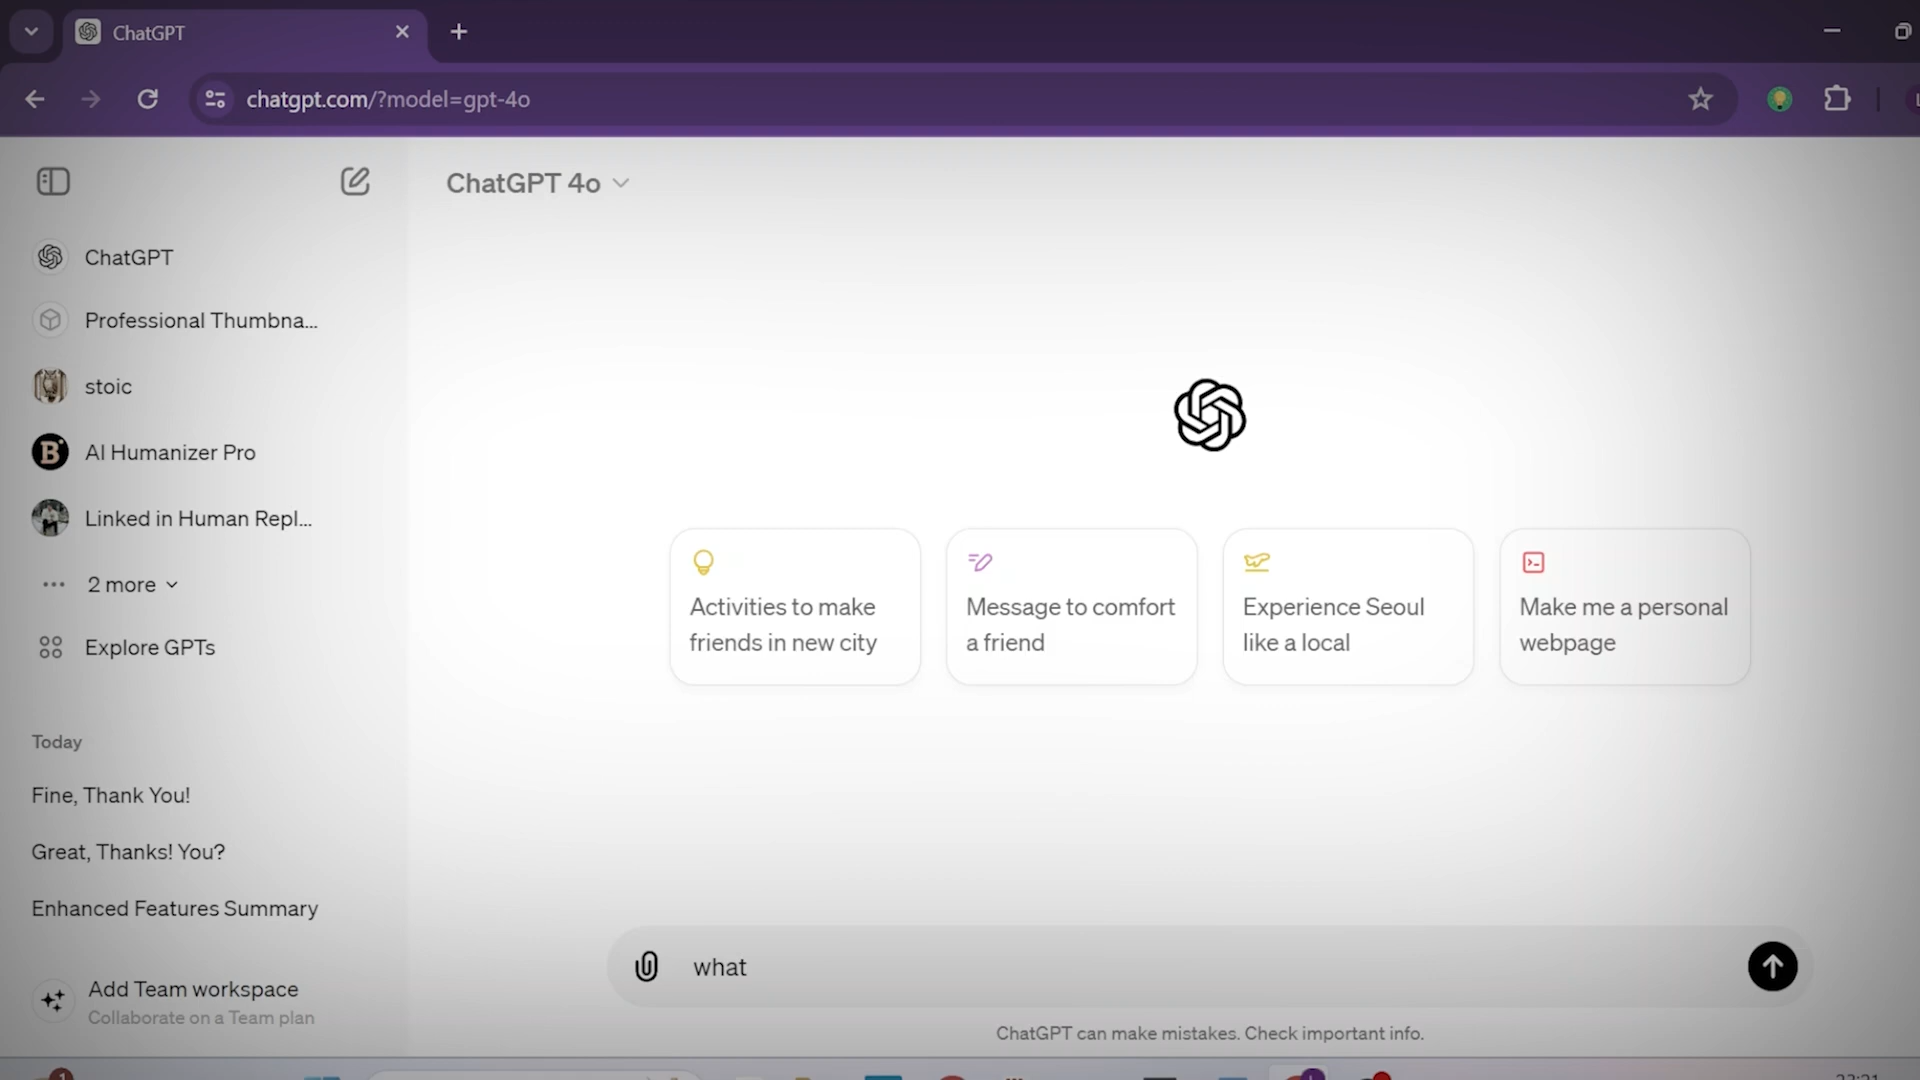 ChatGPT
chatgpt.com/?model=gpt-4o
ChatGPT 4o
ChatGPT
Professional Thumbna...
stoic
B
AI Humanizer Pro
Linked in Human Repl...
2 more
Explore GPTs
Today
Fine, Thank You!
Great, Thanks! You?
Enhanced Features Summary
Add Team workspace
Collaborate on a Team plan
Activities to make
friends in new city
Message to comfort
a friend
Experience Seoul
like a local
Make me a personal
webpage
what
ChatGPT can make mistakes. Check important info.
1